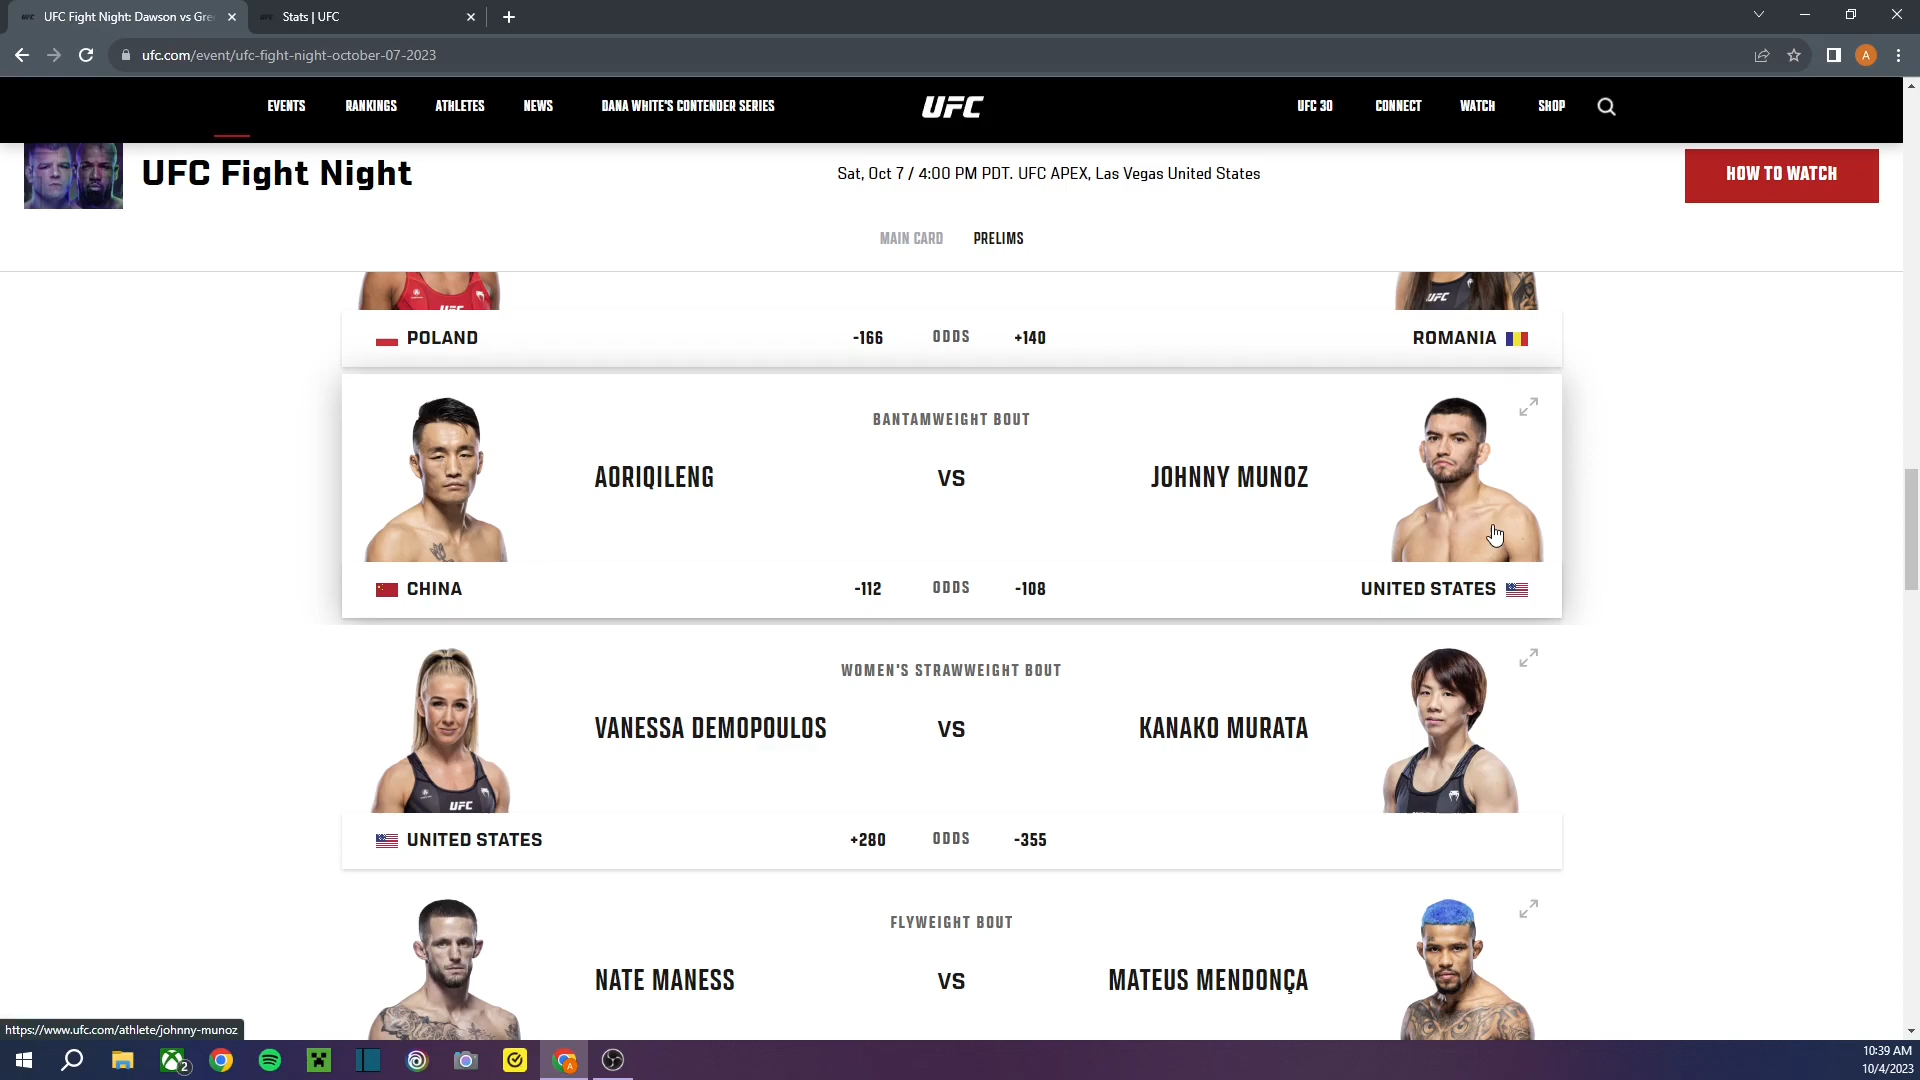 UFC Fight Night: Dawson vs Gre
Stats | UFC
ufc.com/event/ufc-fight-night-october-07-2023
A
EVENTS RANKINGS ATHLETES NEWS DANA WHITE'S CONTENDER SERIES UFC UFC 30 CONNECT WATCH SHOP
UFC Fight Night
Sat, Oct 7 / 4:00 PM PDT. UFC APEX, Las Vegas United States
HOW TO WATCH
MAIN CARD PRELIMS
UFC
UFC
POLAND -166 ODDS +140 ROMANIA
BANTAMWEIGHT BOUT
AORIQILENG VS JOHNNY MUNOZ
CHINA -112 ODDS -108 UNITED STATES
WOMEN'S STRAWWEIGHT BOUT
VANESSA DEMOPOULOS VS KANAKO MURATA
UFC
UNITED STATES +280 ODDS -355
FLYWEIGHT BOUT
NATE MANESS VS MATEUS MENDONÇA
https://www.ufc.com/athlete/johnny-munoz
2
A
10:39 AM
10/4/2023